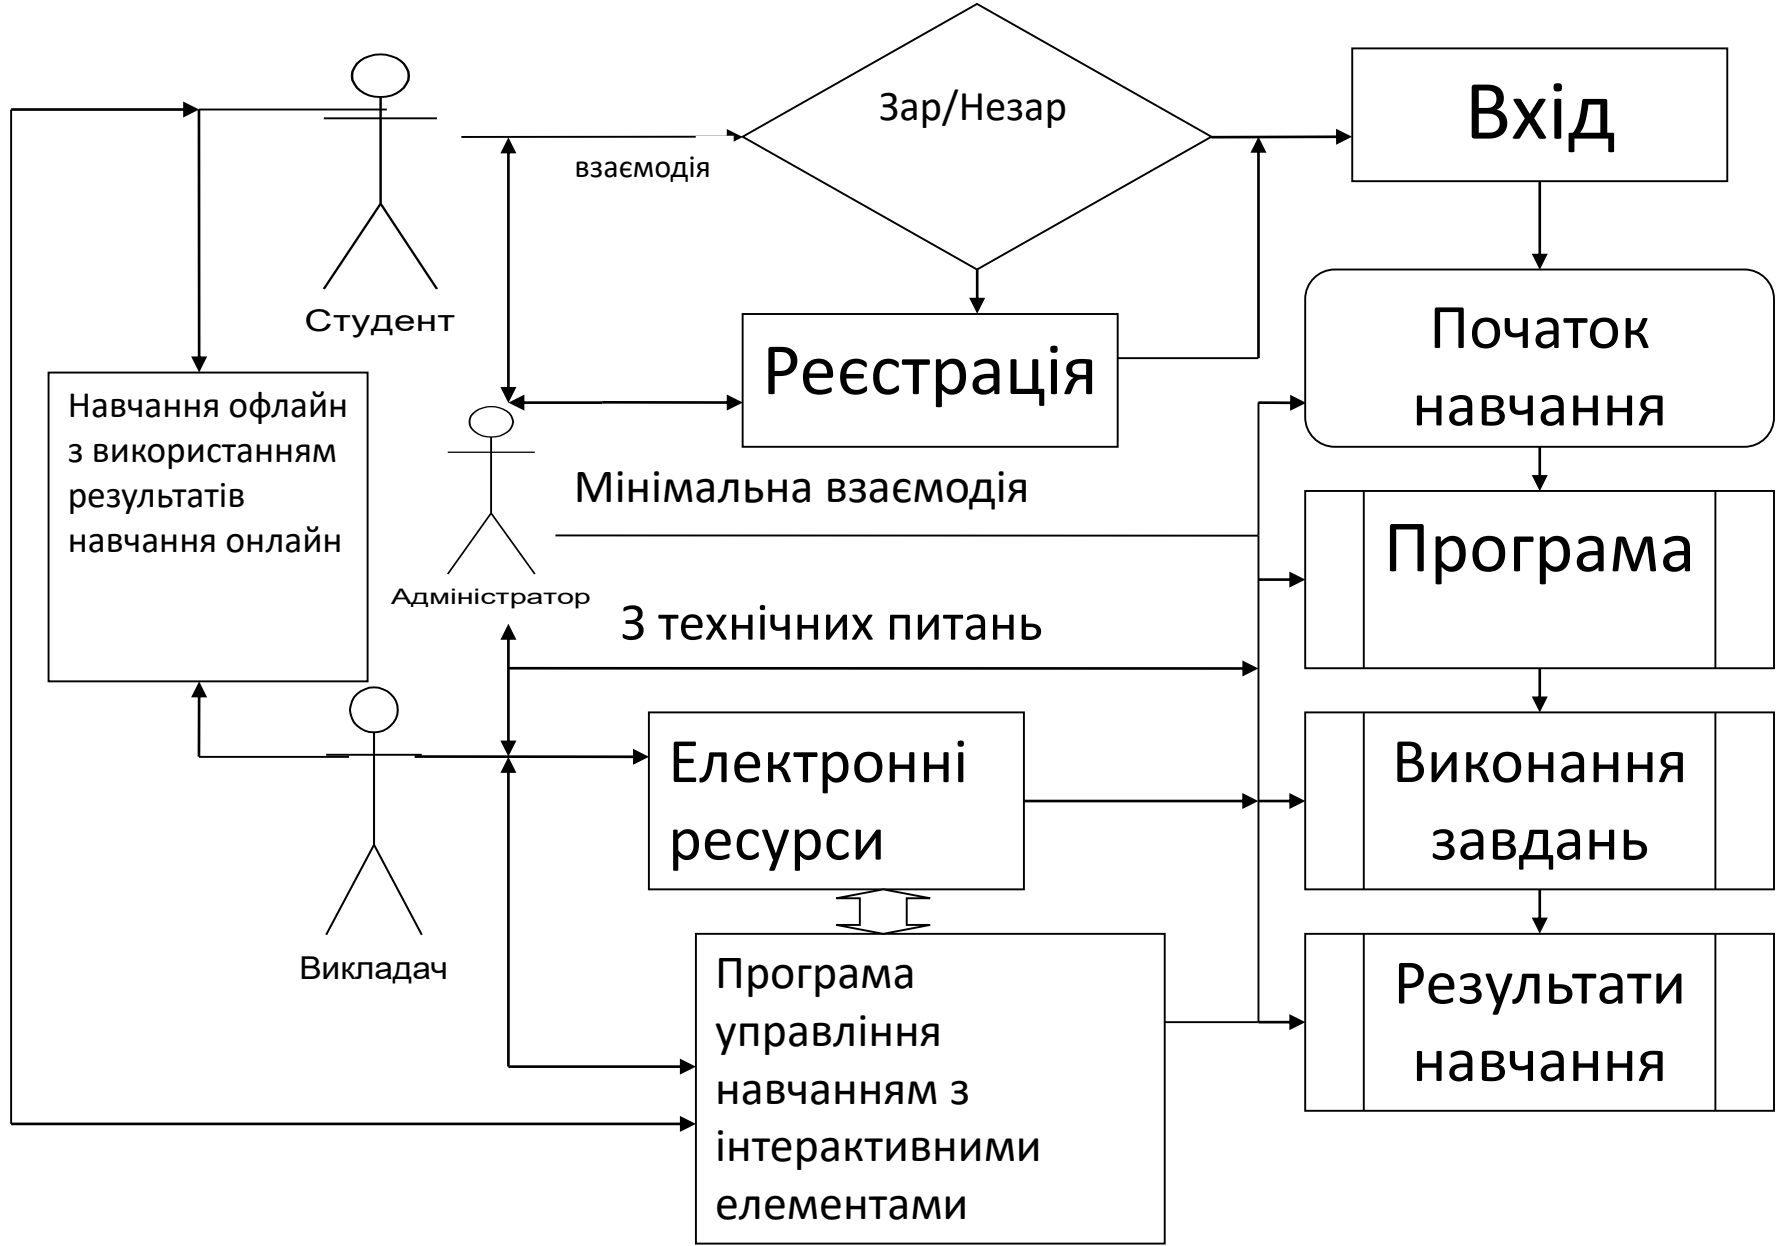 Зар/Незар
Вхід
взаємодія
Студент
Реєстрація
Початок
навчання
Навчання офлайн
з використанням
результатів
навчання онлайн
Мінімальна взаємодія
Програма
Адміністратор
З технічних питань
Електронні
ресурси
Виконання
завдань
Викладач
Програма
управління
навчанням з
інтерактивними
елементами
Результати
навчання